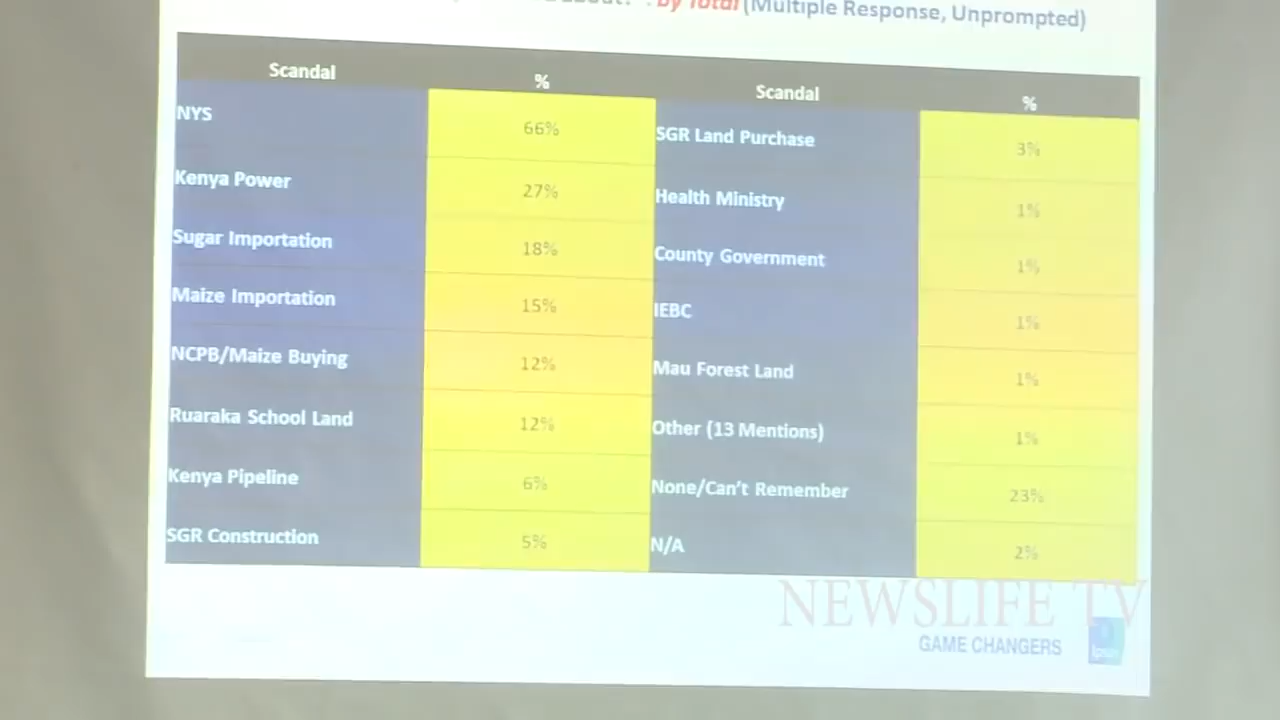 by Total (Multiple Response, Unprompted)
Scandal % Scandal %
NYS 66% SGR Land Purchase 3%
Kenya Power 27% Health Ministry 1%
Sugar Importation 18% County Government 1%
Maize Importation 15% IEBC 1%
NCPB/Maize Buying 12% Mau Forest Land 1%
Ruaraka School Land 12% Other (13 Mentions) 1%
Kenya Pipeline 6% None/Can't Remember 23%
SGR Construction 5% N/A 2%
NEWSLIFE TV
GAME CHANGERS
Ipsos